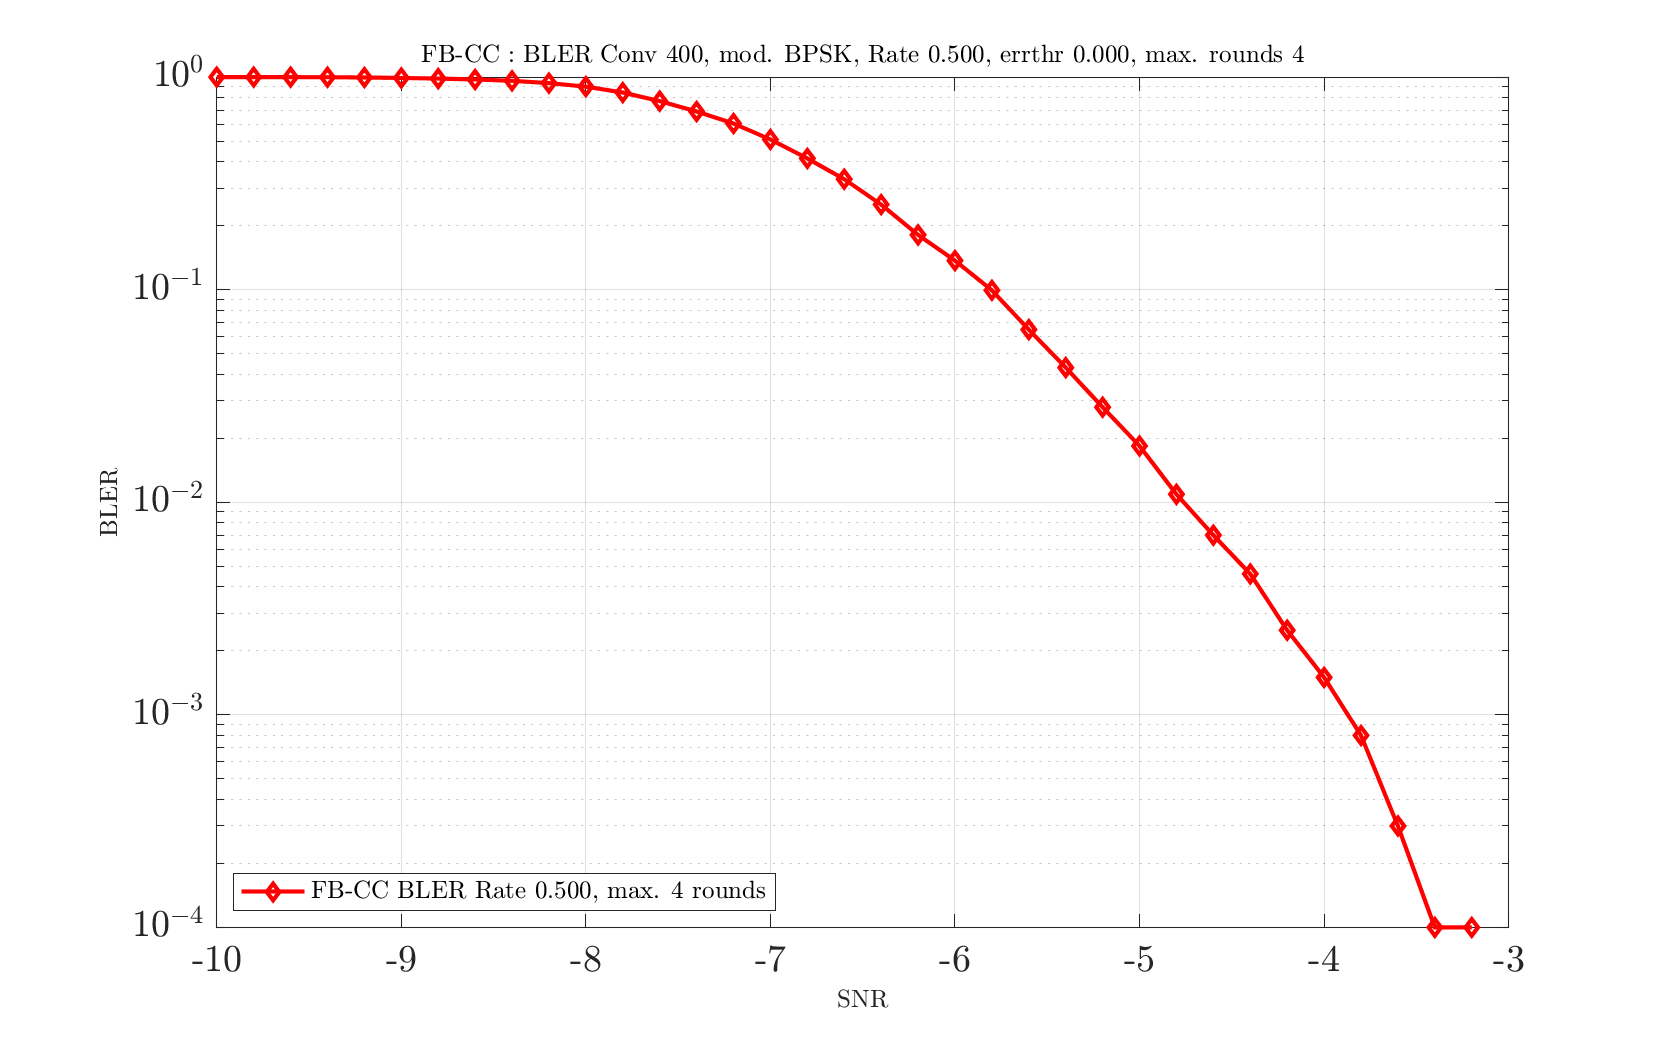 FB-CC : BLER Conv 400, mod. BPSK, Rate 0.500, errthr 0.000, max. rounds 4
10^0
10^-1
10^-2
10^-3
10^-4
BLER
FB-CC BLER Rate 0.500, max. 4 rounds
-10 -9 -8 -7 -6 -5 -4 -3
SNR